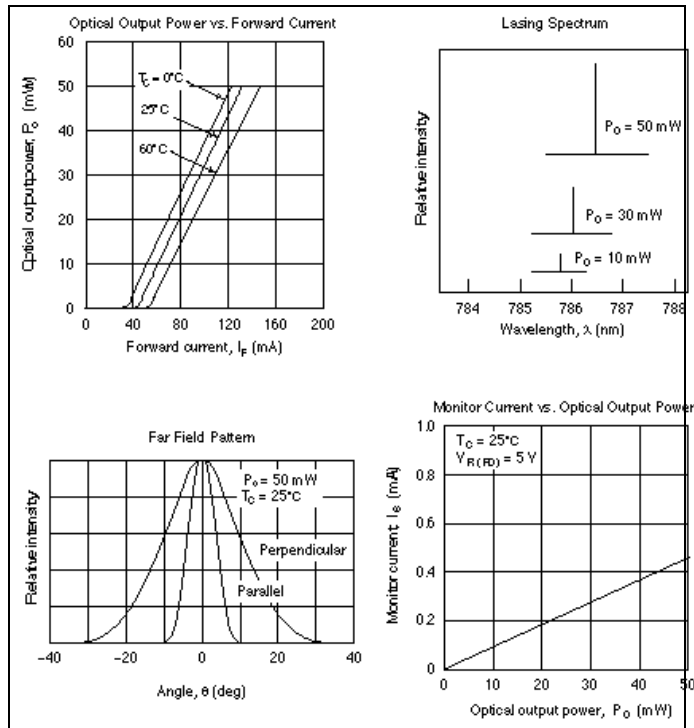 Optical Output Power vs. Forward Current
60
50
40
30
20
10
0
Optical output power, Po (mW)
TC = 0°C
25°C
60°C
0 40 80 120 160 200
Forward current, IF (mA)
Lasing Spectrum
Relative intensity
PO = 50 mW
PO = 30 mW
PO = 10 mW
784 785 786 787 788
Wavelength, λ (nm)
Far Field Pattern
Relative intensity
Po = 50 mW
TC = 25°C
Perpendicular
Parallel
−40 −20 0 20 40
Angle, θ (deg)
Monitor Current vs. Optical Output Power
1.0
0.8
0.6
0.4
0.2
0
Monitor current Is (mA)
TC = 25°C
VR(PD) = 5 V
0 10 20 30 40 50
Optical output power, PO (mW)